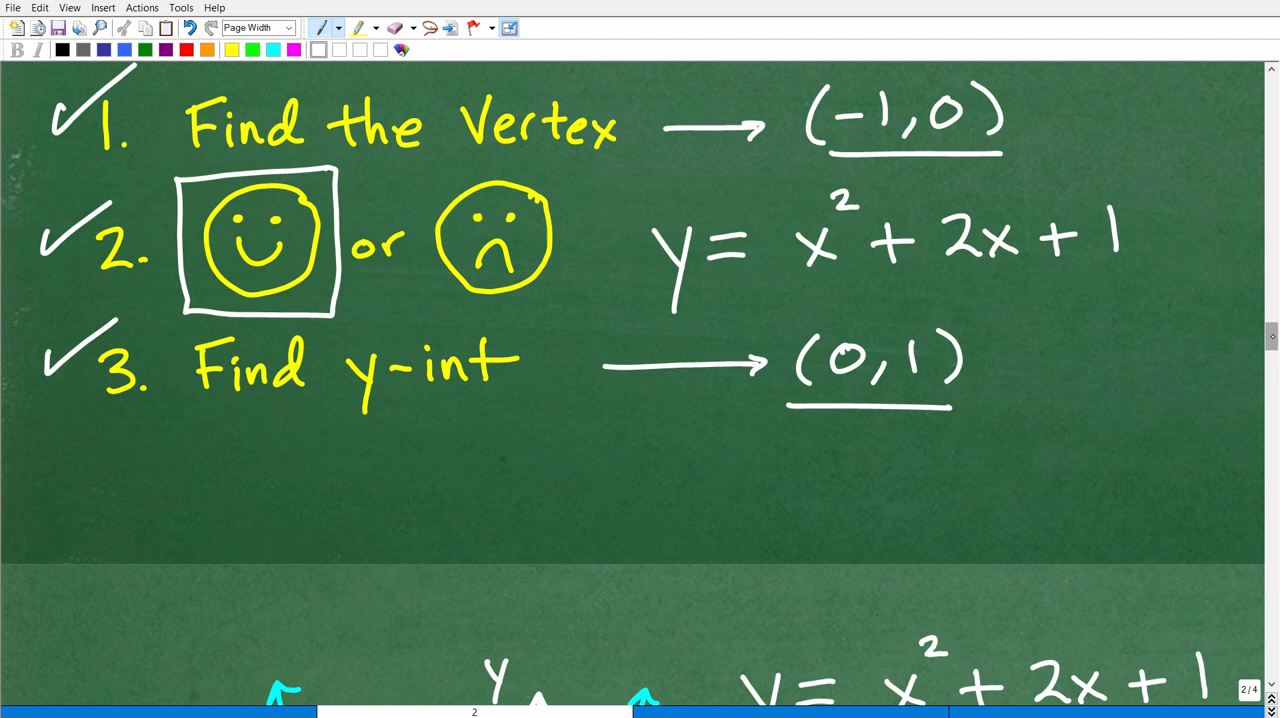 File Edit View Insert Actions Tools Help
Page Width
B I
1. Find the Vertex → (-1,0)
2. or y = x² + 2x + 1
3. Find y-int → (0,1)
y y = x² + 2x + 1
2/4
2